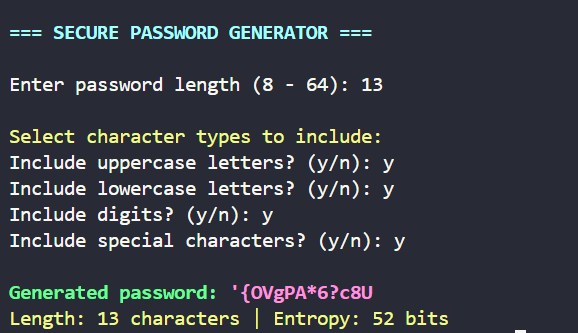 === SECURE PASSWORD GENERATOR ===
Enter password length (8 - 64): 13
Select character types to include:
Include uppercase letters? (y/n): y
Include lowercase letters? (y/n): y
Include digits? (y/n): y
Include special characters? (y/n): y
Generated password: '{OVgPA*6?c8U
Length: 13 characters | Entropy: 52 bits